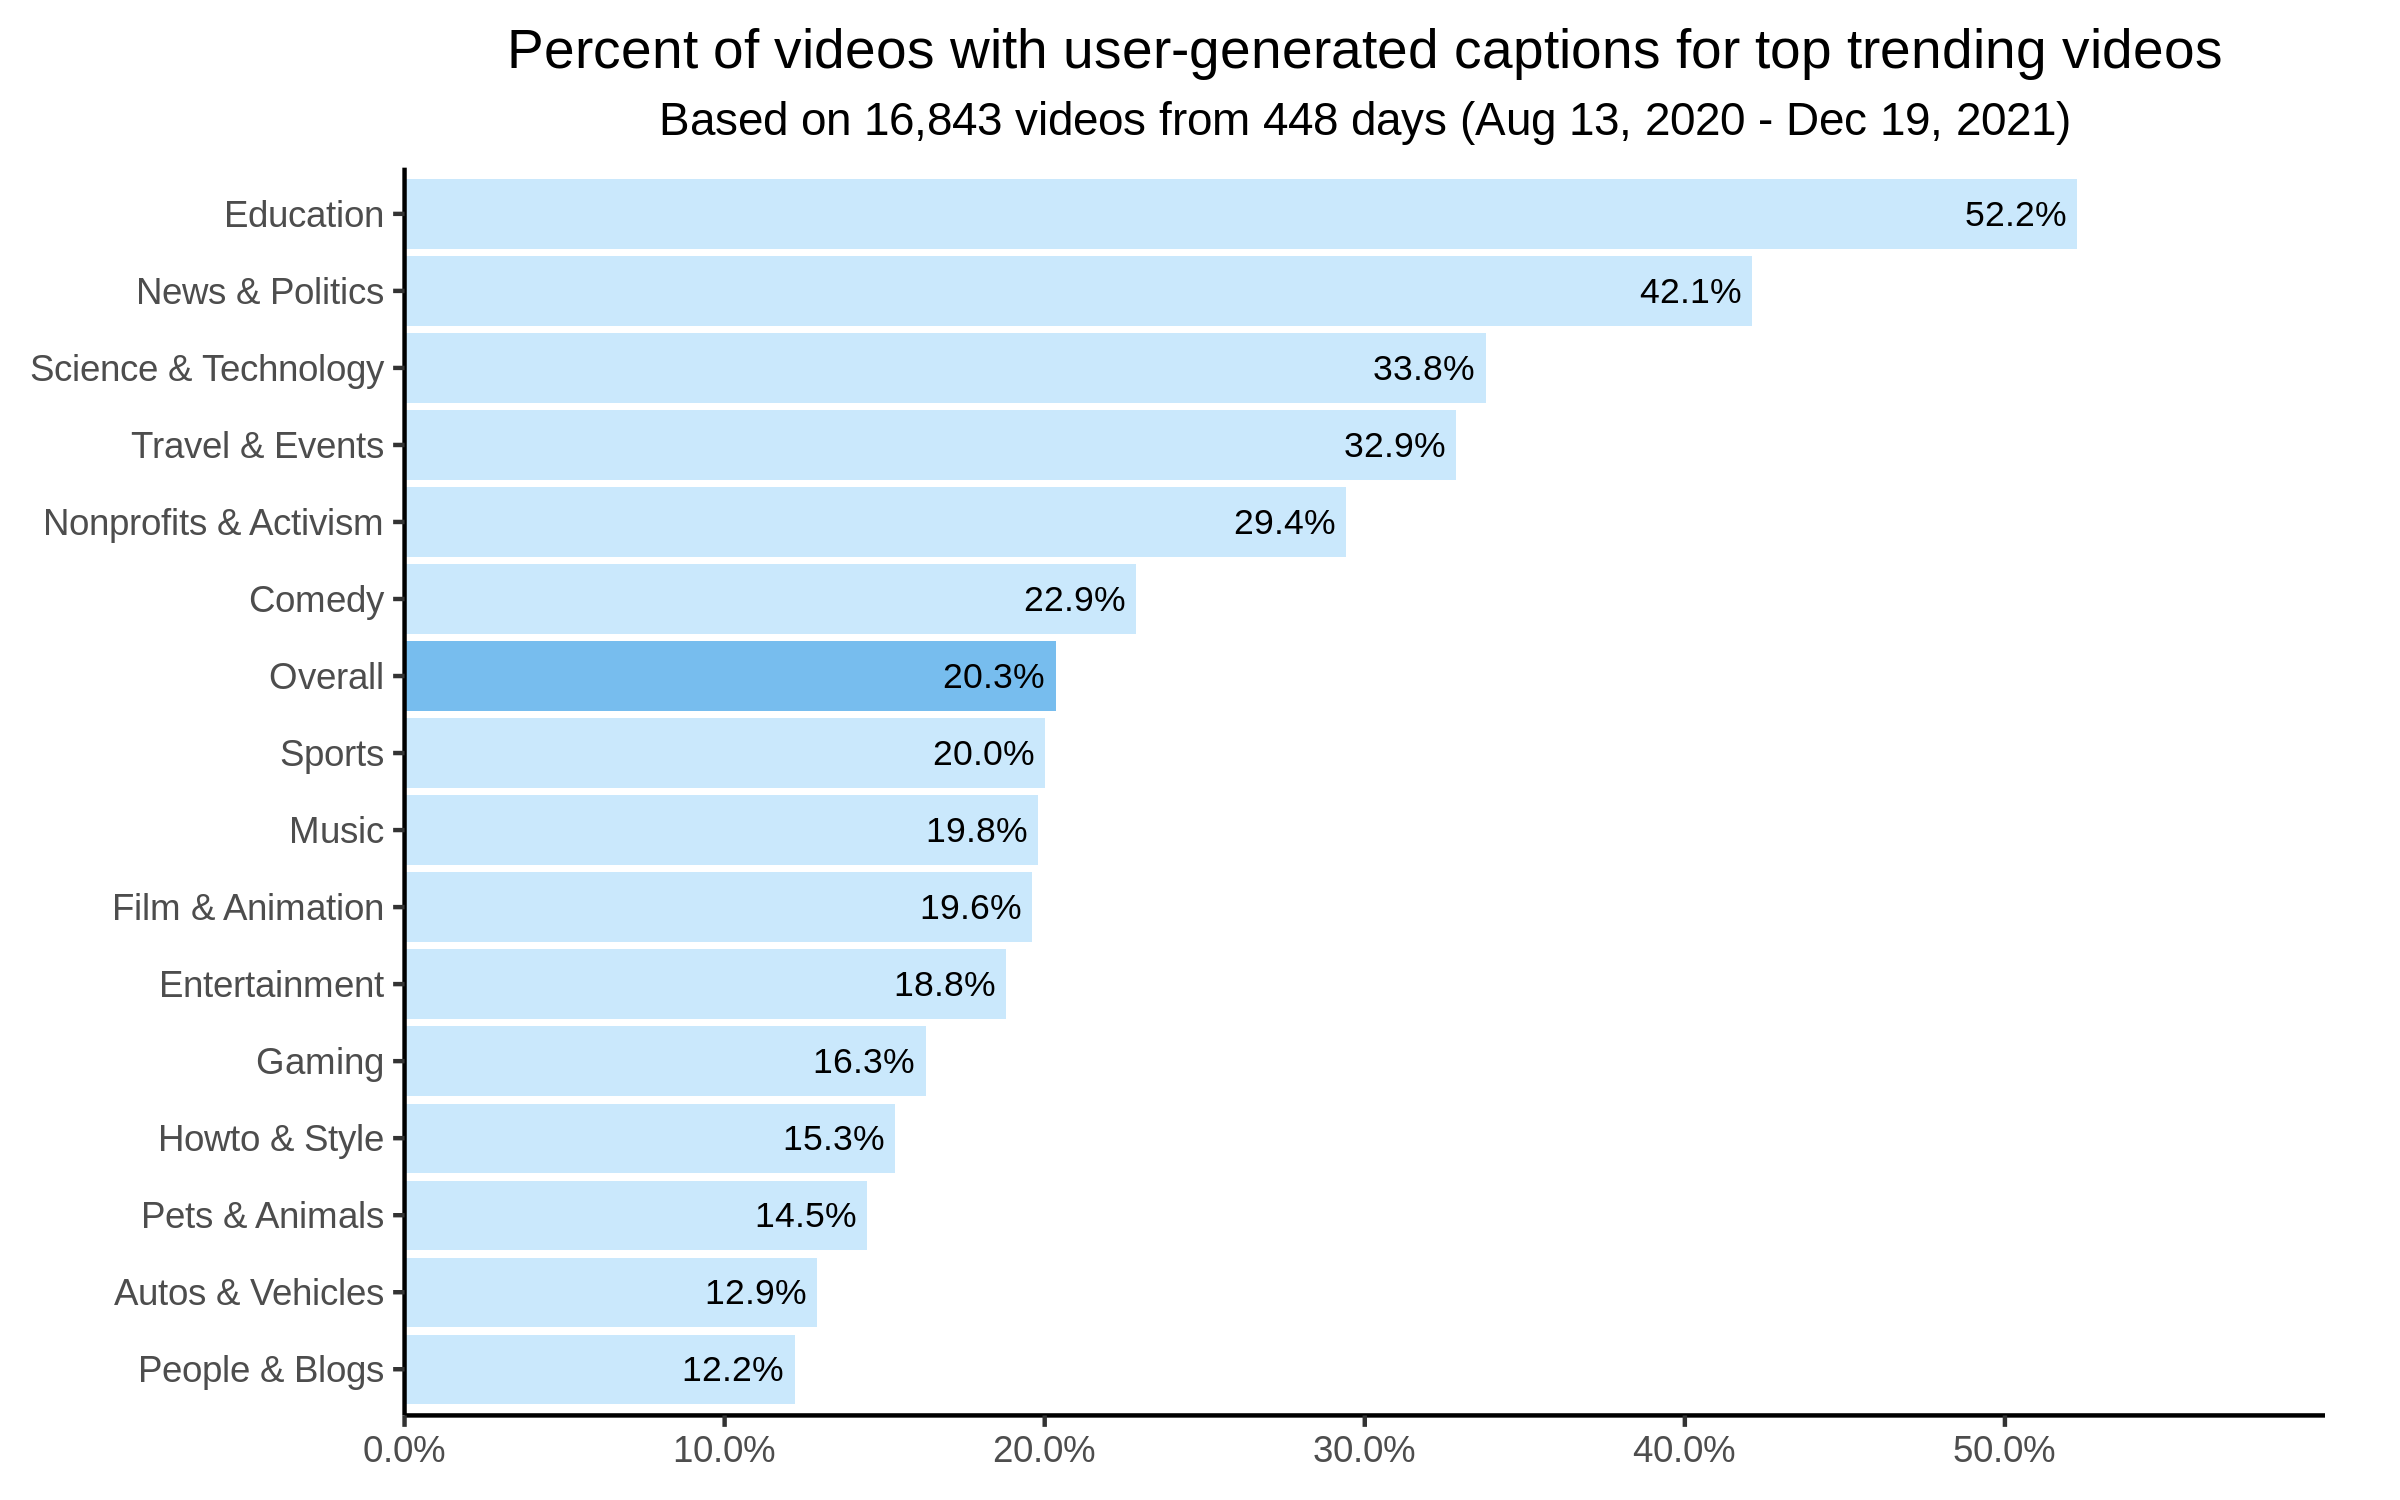 Percent of videos with user-generated captions for top trending videos
Based on 16,843 videos from 448 days (Aug 13, 2020 - Dec 19, 2021)
Education 52.2%
News & Politics 42.1%
Science & Technology 33.8%
Travel & Events 32.9%
Nonprofits & Activism 29.4%
Comedy 22.9%
Overall 20.3%
Sports 20.0%
Music 19.8%
Film & Animation 19.6%
Entertainment 18.8%
Gaming 16.3%
Howto & Style 15.3%
Pets & Animals 14.5%
Autos & Vehicles 12.9%
People & Blogs 12.2%
0.0% 10.0% 20.0% 30.0% 40.0% 50.0%